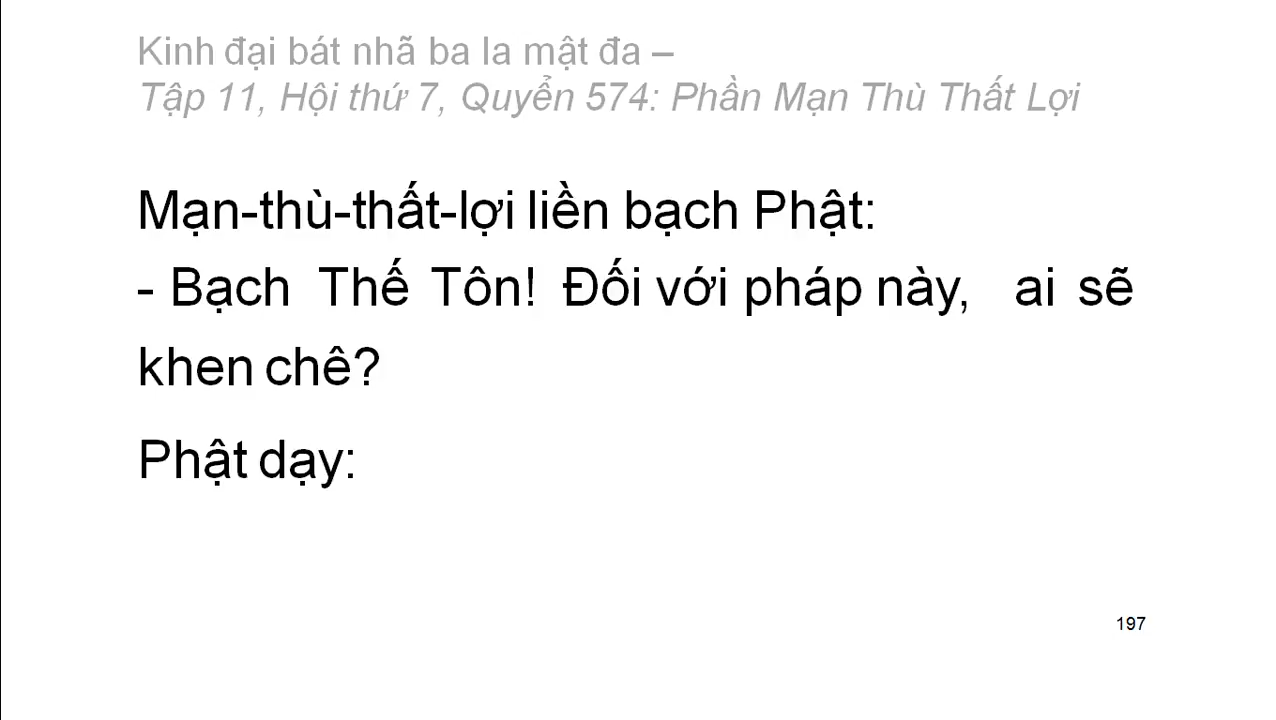 Kinh đại bát nhã ba la mật đa –
Tập 11, Hội thứ 7, Quyển 574: Phần Mạn Thù Thất Lợi
Mạn-thù-thất-lợi liền bạch Phật:
- Bạch Thế Tôn! Đối với pháp này, ai sẽ
khen chê?
Phật dạy:
197